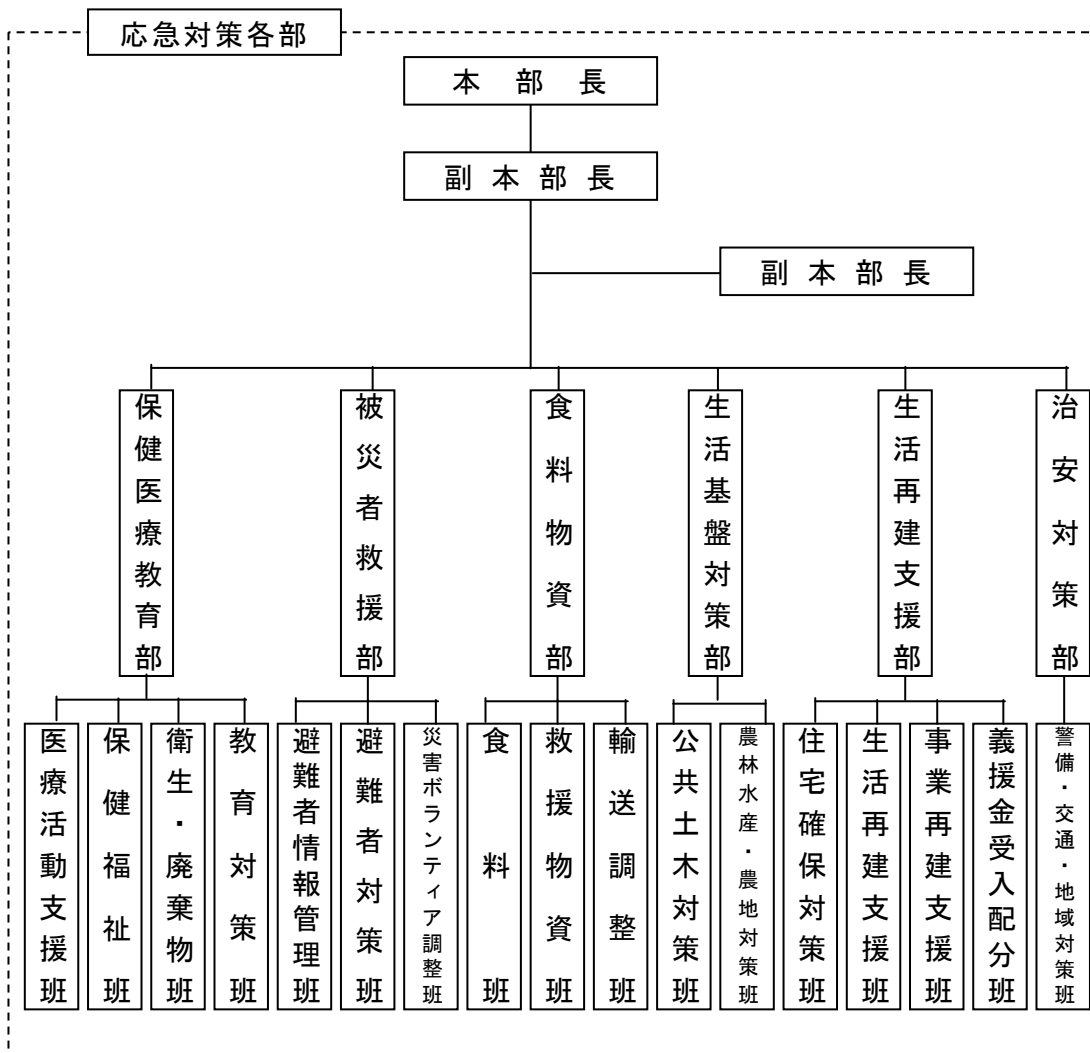 応急対策各部
本部長
副本部長
副本部長
保健医療教育部
被災者救援部
食料物資部
生活基盤対策部
生活再建支援部
治安対策部
医療活動支援班
保健福祉班
衛生・廃棄物班
教育対策班
避難者情報管理班
避難者対策班
災害ボランティア調整班
食料班
救援物資班
輸送調整班
公共土木対策班
農林水産・農地対策班
住宅確保対策班
生活再建支援班
事業再建支援班
義援金受入配分班
警備・交通・地域対策班